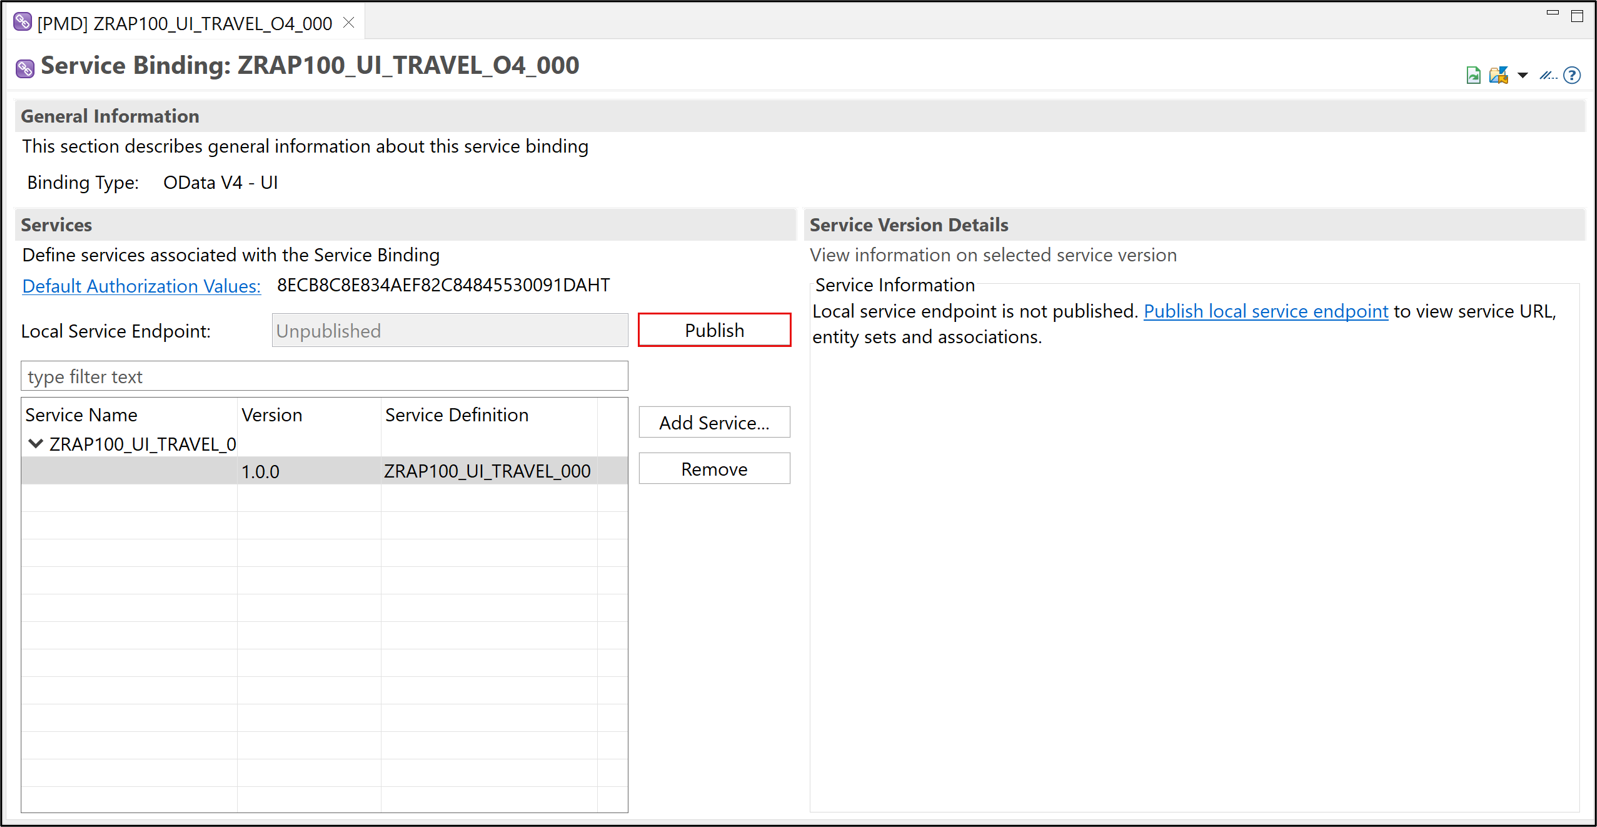 [PMD] ZRAP100_UI_TRAVEL_O4_000
Service Binding: ZRAP100_UI_TRAVEL_O4_000
General Information
This section describes general information about this service binding
Binding Type: OData V4 - UI
Services
Define services associated with the Service Binding
Default Authorization Values: 8ECB8C8E834AEF82C84845530091DAHT
Local Service Endpoint: Unpublished Publish
type filter text
Service Name Version Service Definition
ZRAP100_UI_TRAVEL_0
1.0.0 ZRAP100_UI_TRAVEL_000
Add Service...
Remove
Service Version Details
View information on selected service version
Service Information
Local service endpoint is not published. Publish local service endpoint to view service URL,
entity sets and associations.